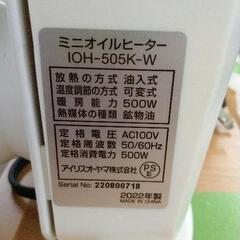 ミニオイルヒーター
IOH-505K-W
放熱の方式 油入式
温度調節の方式 可変式
暖房能力 500W
熱媒体の種類 鉱物油
定格電圧 AC100V
定格周波数 50/60Hz
定格消費電力 500W
アイリスオーヤマ株式会社
PSE
Serial No: 220800718
2022年製
MADE IN CHINA